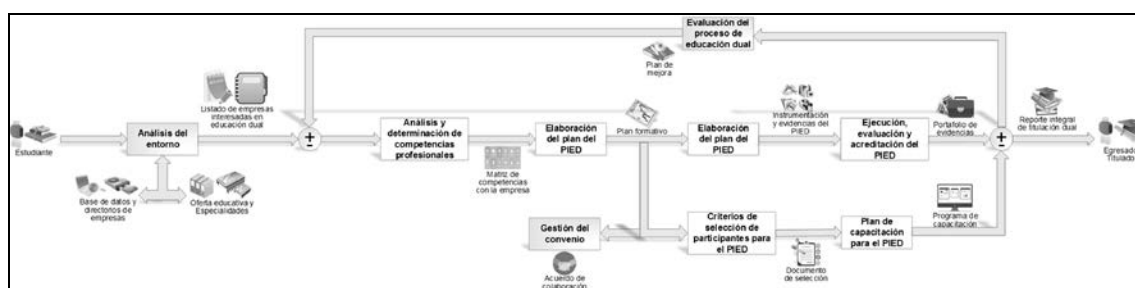 Evaluación del
proceso de
educación dual
Plan de
mejora
Listado de empresas
interesadas en
educación dual
Estudiante
Análisis del
entorno
Base de datos y
directorios de
empresas
Oferta educativa y
Especialidades
±
Análisis y
determinación de
competencias
profesionales
Matriz de
competencias
con la empresa
Elaboración del
plan del PIED
Plan formativo
Elaboración del
plan del PIED
Instrumentación
y evidencias del
PIED
Ejecución,
evaluación y
acreditación del
PIED
Portafolio de
evidencias
±
Reporte integral
de titulación dual
Egresado
Titulado
Gestión del
convenio
Acuerdo de
colaboración
Criterios de
selección de
participantes para
el PIED
Documento
de selección
Plan de
capacitación
para el PIED
Programa de
capacitación